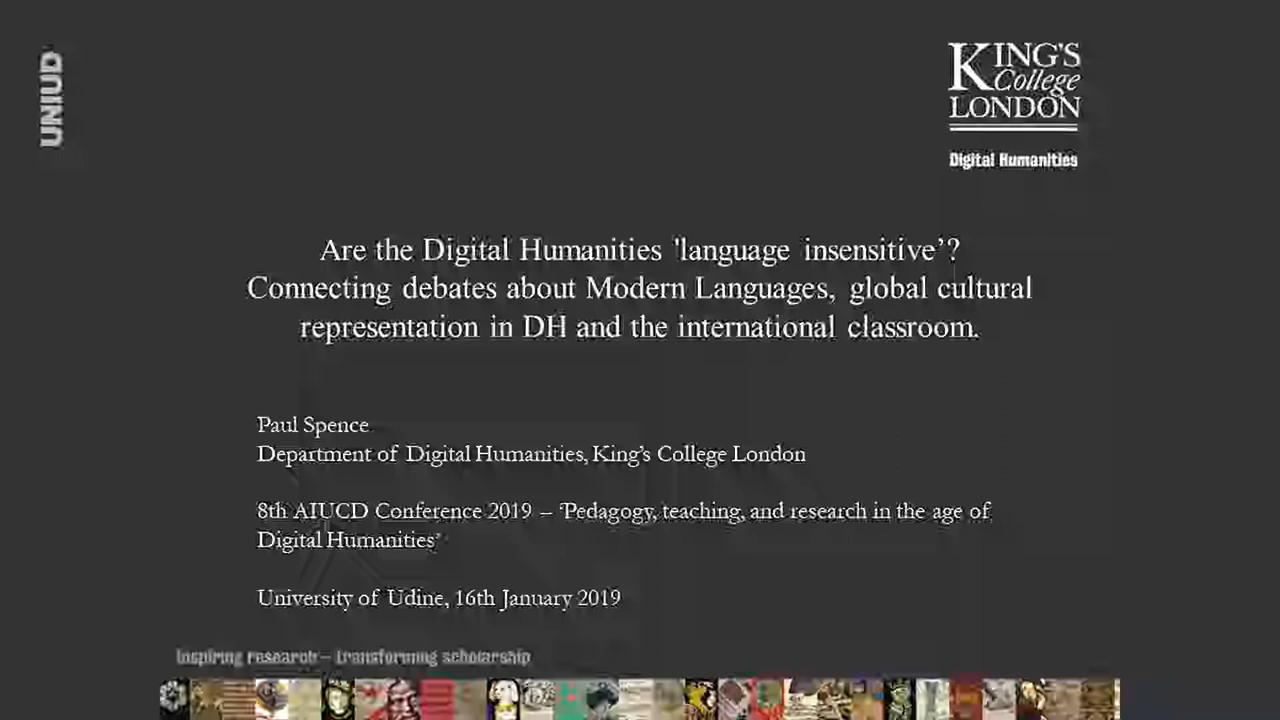 UNIUD
KING'S
College
LONDON
Digital Humanities
Are the Digital Humanities 'language insensitive’?
Connecting debates about Modern Languages, global cultural
representation in DH and the international classroom.
Paul Spence
Department of Digital Humanities, King’s College London
8th AIUCD Conference 2019 – ‘Pedagogy, teaching, and research in the age of
Digital Humanities’
University of Udine, 16th January 2019
Inspiring research – transforming scholarship